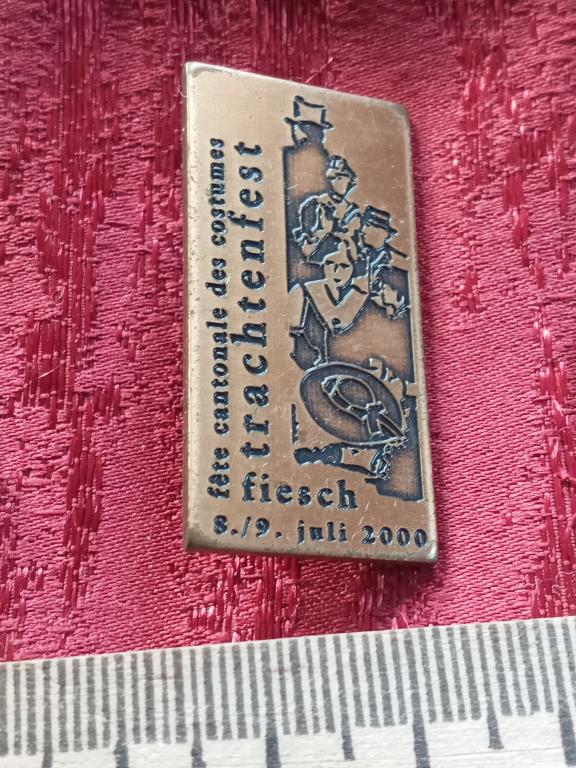 fête cantonale des costumes
trachtenfest
fiesch
8./9. juli 2000